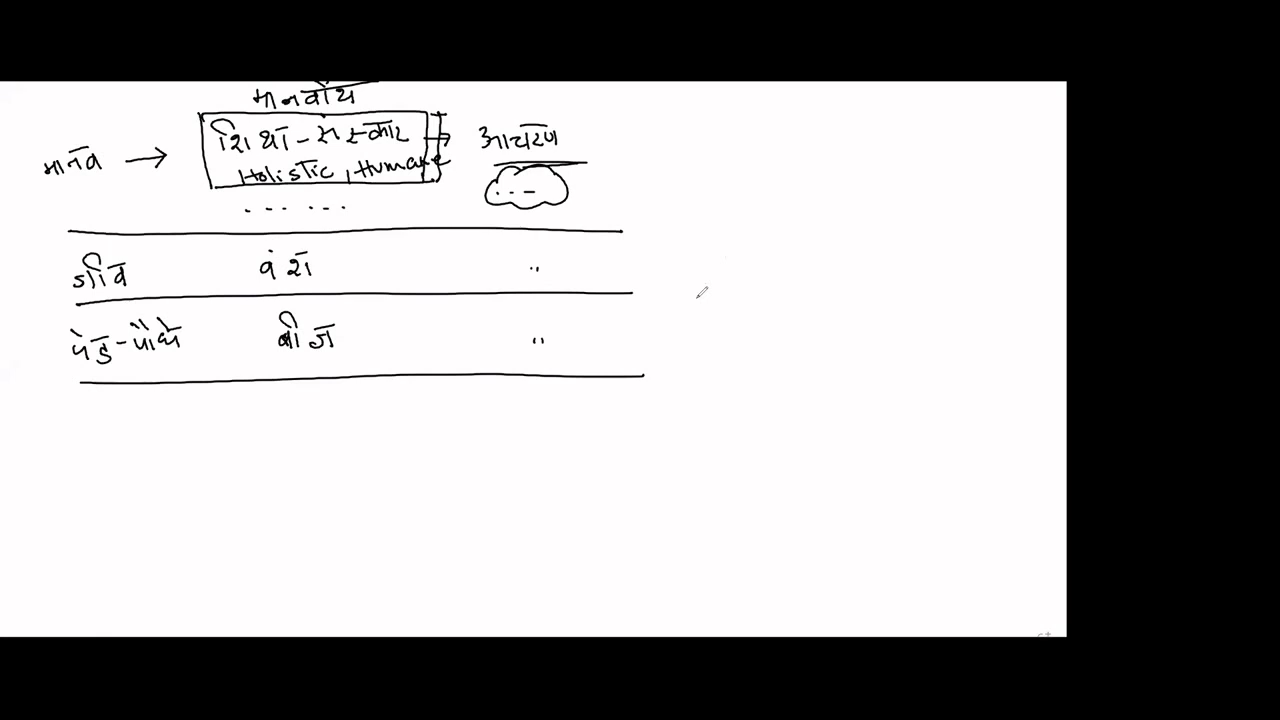 मानवीय
मानव → शिक्षा-संस्कार → आचरण
Holistic, Humane
...... ...
जीव वंश "
पेड़-पौधे बीज "